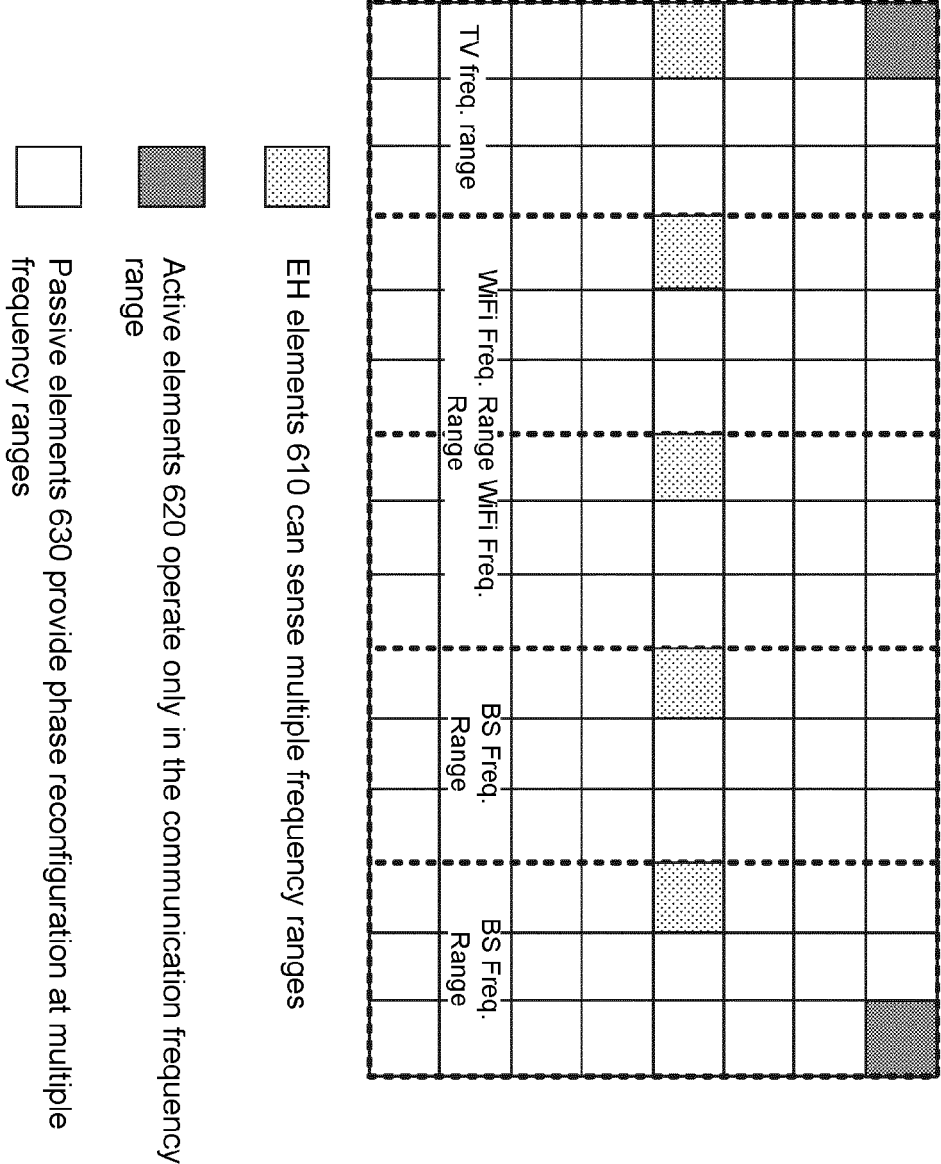 TV freq. range
WiFi Freq. Range WiFi Freq.
Range
BS Freq.
Range
BS Freq.
Range
EH elements 610 can sense multiple frequency ranges
Active elements 620 operate only in the communication frequency
range
Passive elements 630 provide phase reconfiguration at multiple
frequency ranges